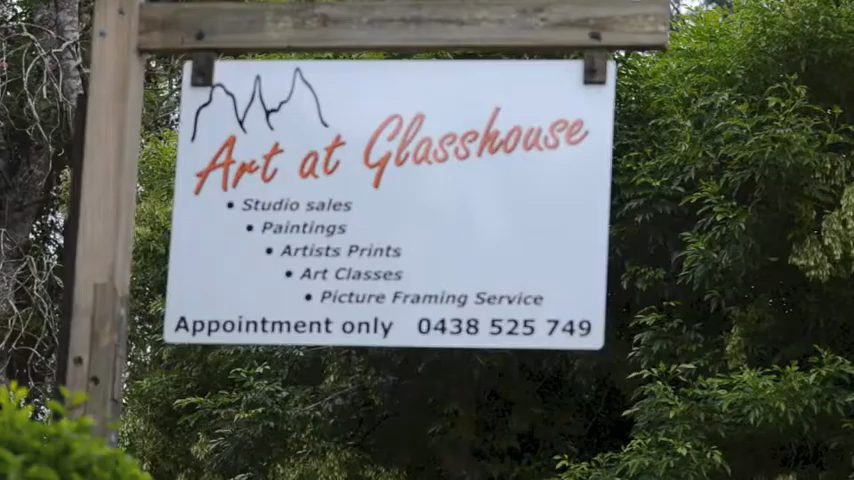 Art at Glasshouse
• Studio sales
• Paintings
• Artists Prints
• Art Classes
• Picture Framing Service
Appointment only 0438 525 749